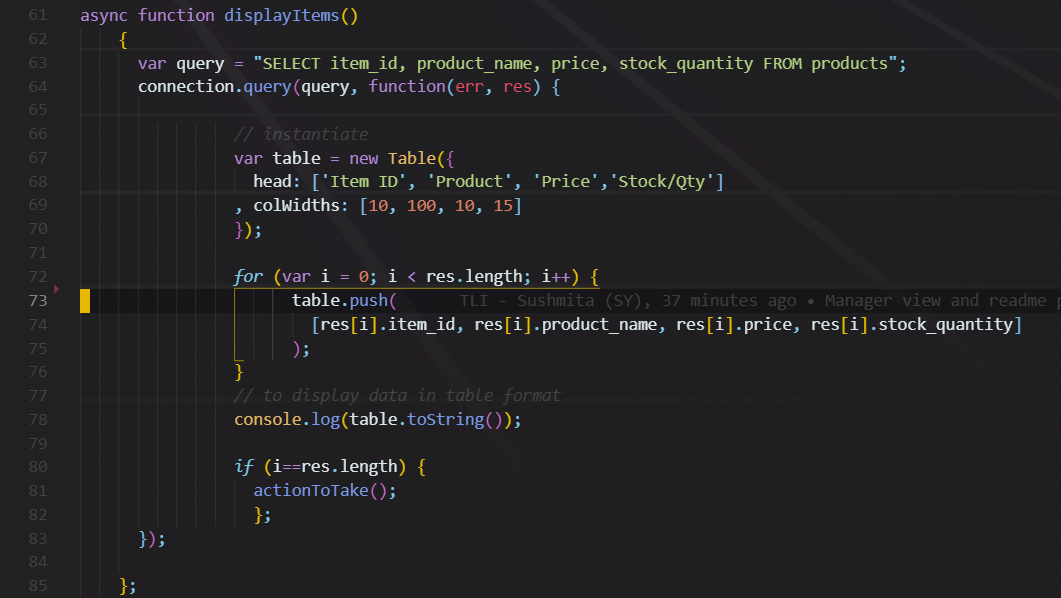 61 async function displayItems()
62 {
63 var query = "SELECT item_id, product_name, price, stock_quantity FROM products";
64 connection.query(query, function(err, res) {
65
66 // instantiate
67 var table = new Table({
68 head: ['Item ID', 'Product', 'Price','Stock/Qty']
69 , colWidths: [10, 100, 10, 15]
70 });
71
72 for (var i = 0; i < res.length; i++) {
73 table.push( TLI - Sushmita (SY), 37 minutes ago • Manager view and readme
74 [res[i].item_id, res[i].product_name, res[i].price, res[i].stock_quantity]
75 );
76 }
77 // to display data in table format
78 console.log(table.toString());
79
80 if (i==res.length) {
81 actionToTake();
82 };
83 });
84
85 };